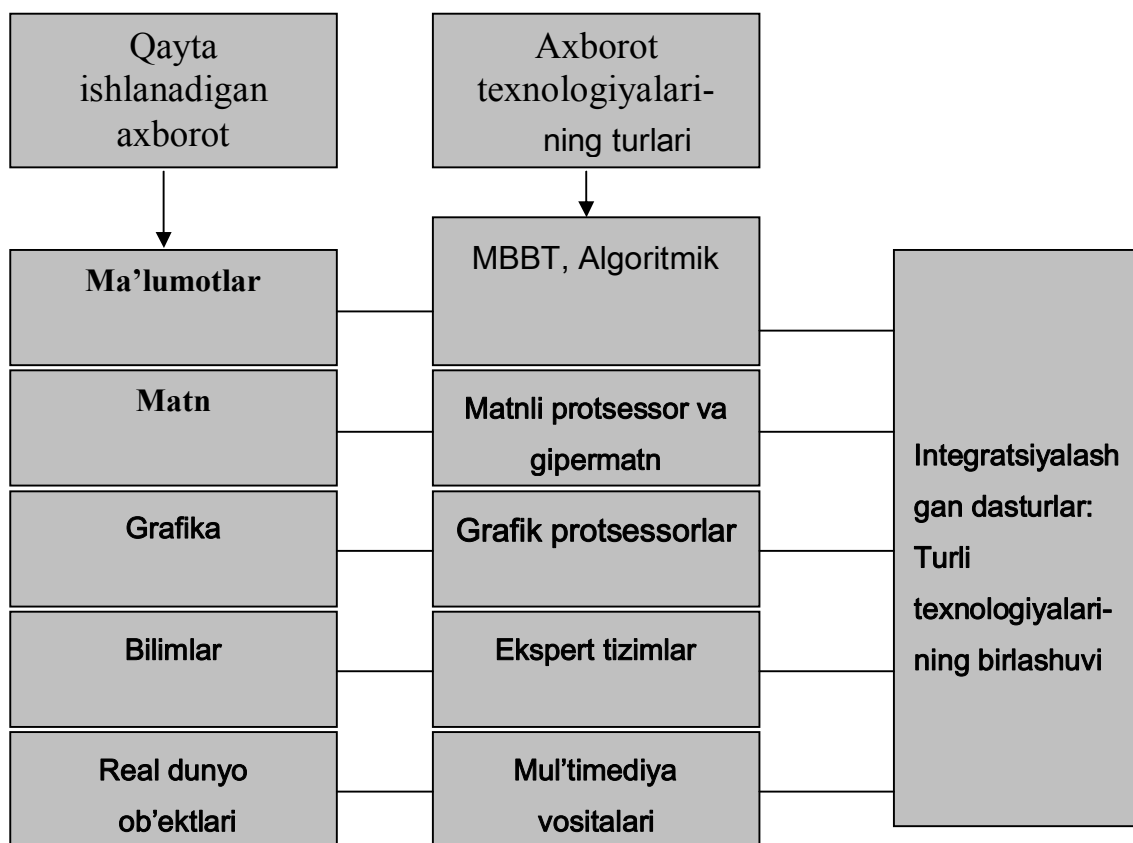 Qayta
ishlanadigan
axborot
Axborot
texnologiyalari-
ning turlari
Ma’lumotlar
MBBT, Algoritmik
Matn
Matnli protsessor va
gipermatn
Grafika
Grafik protsessorlar
Bilimlar
Ekspert tizimlar
Real dunyo
ob’ektlari
Mul’timediya
vositalari
Integratsiyalash
gan dasturlar:
Turli
texnologiyalari-
ning birlashuvi